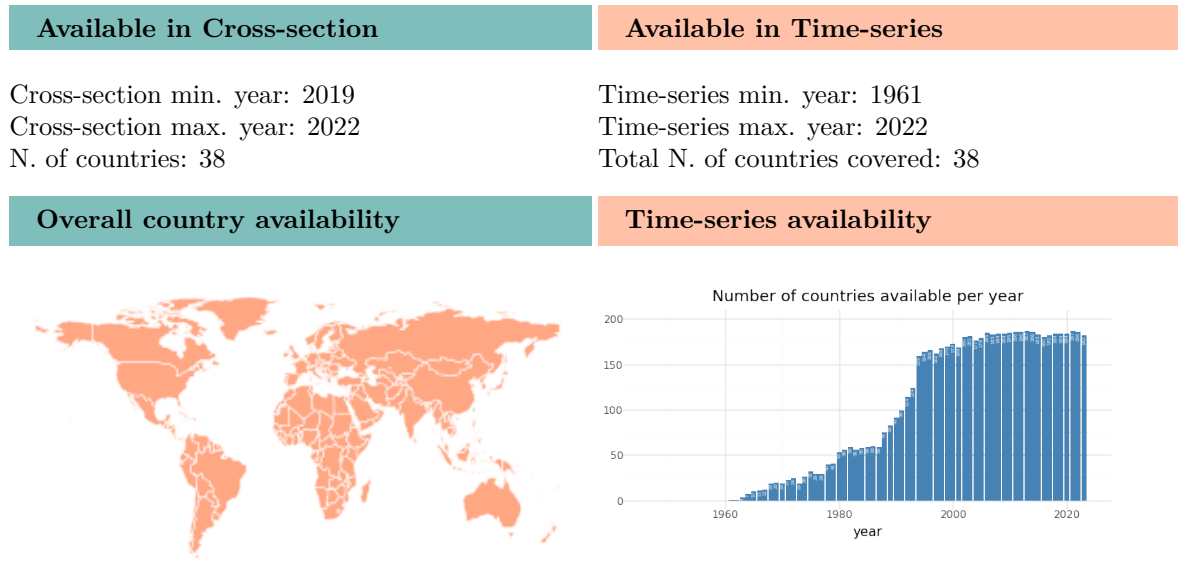 Available in Cross-section
Available in Time-series
Cross-section min. year: 2019
Cross-section max. year: 2022
N. of countries: 38
Time-series min. year: 1961
Time-series max. year: 2022
Total N. of countries covered: 38
Overall country availability
Time-series availability
Number of countries available per year
200
150
100
50
0
1960
1980
2000
2020
year